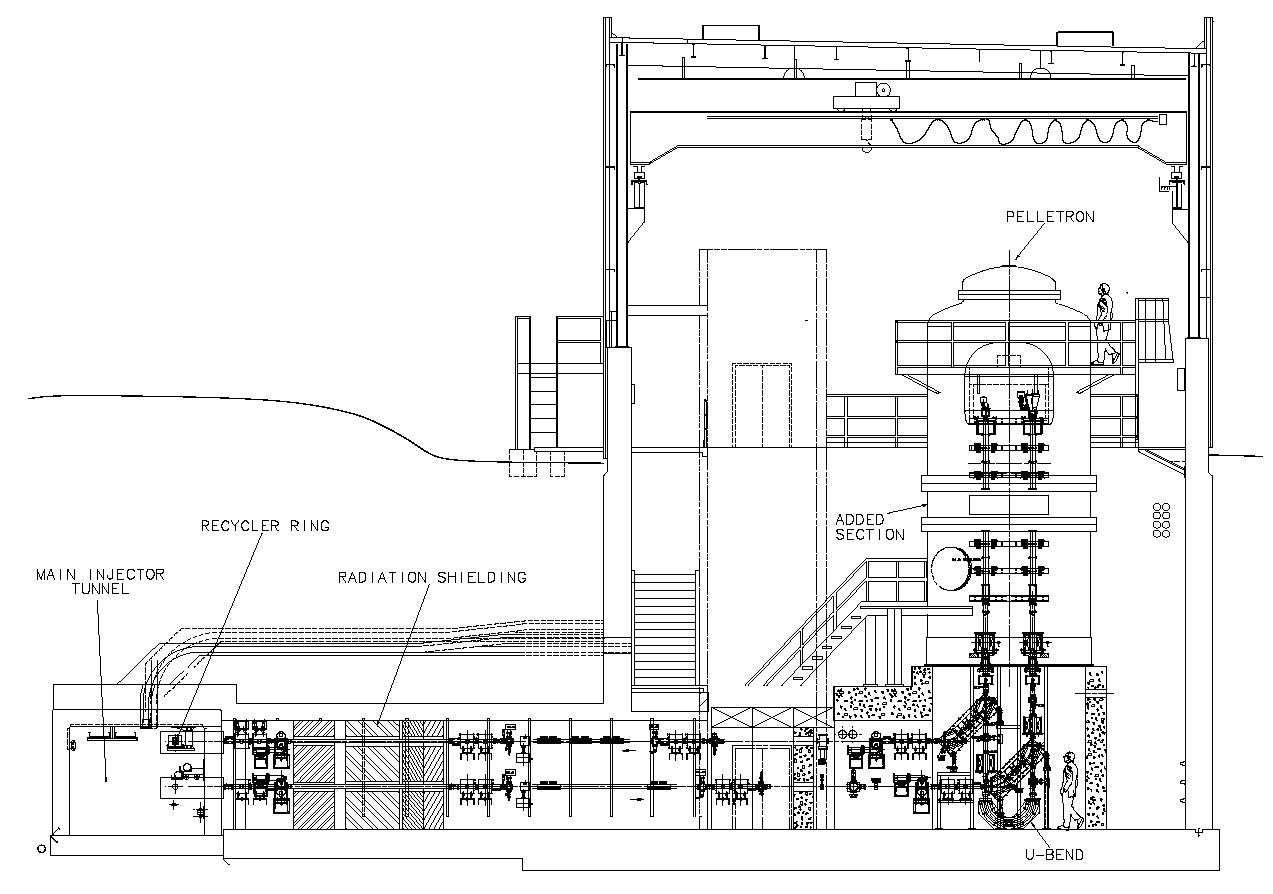 PELLETRON
ADDED
SECTION
RECYCLER RING
MAIN INJECTOR
TUNNEL
RADIATION SHIELDING
U-BEND